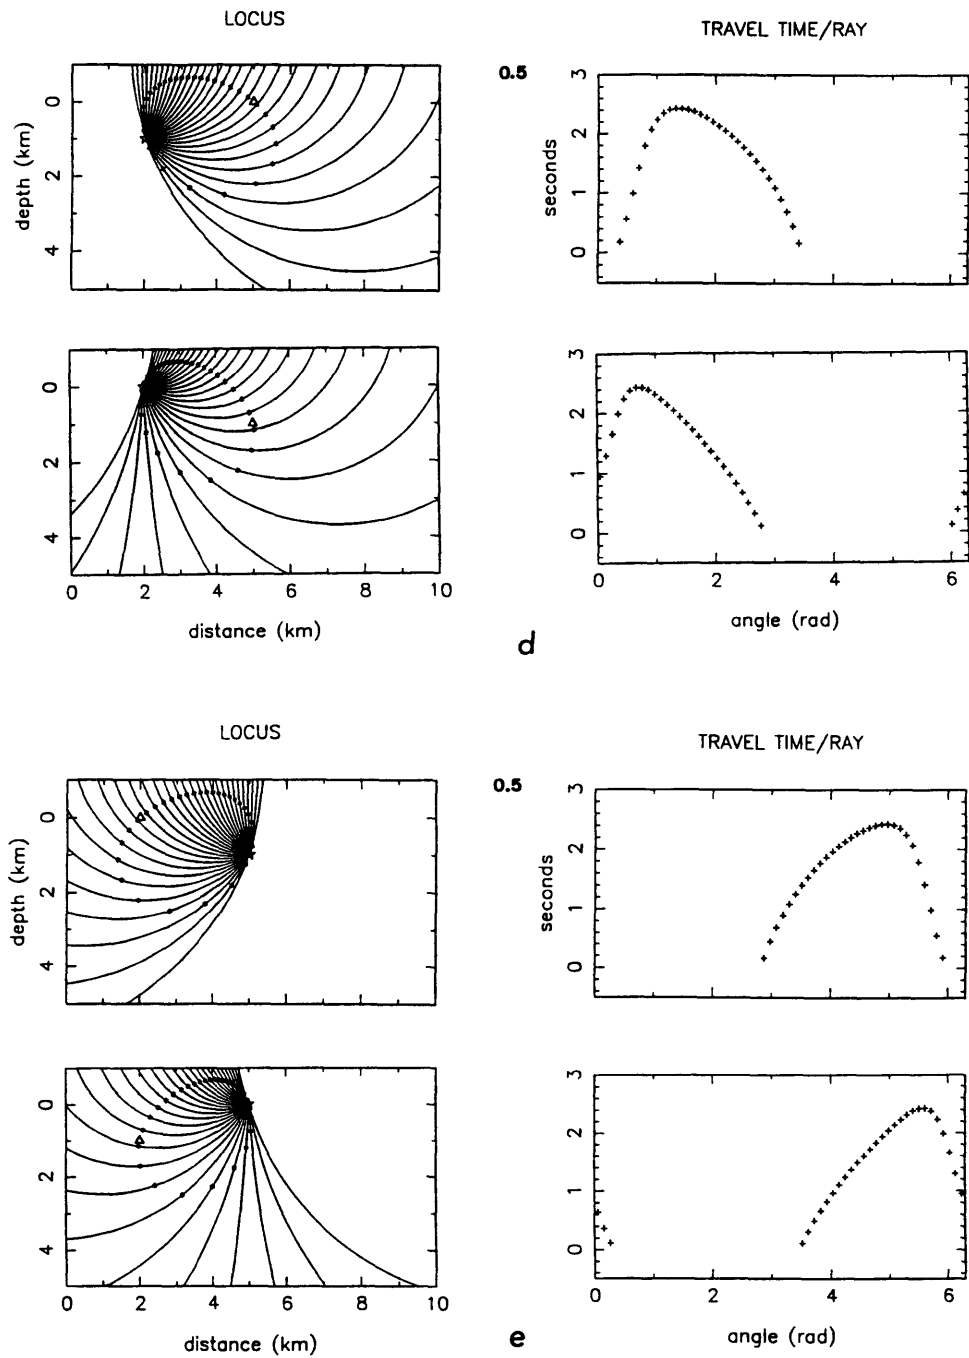 LOCUS
TRAVEL TIME/RAY
0.5
depth (km)
0
2
4
seconds
3
2
1
0
0
2
4
0 2 4 6 8 10
distance (km)
3
2
1
0
0 2 4 6
angle (rad)
d
LOCUS
TRAVEL TIME/RAY
0.5
depth (km)
0
2
4
seconds
3
2
1
0
0
2
4
0 2 4 6 8 10
distance (km)
3
2
1
0
0 2 4 6
angle (rad)
e